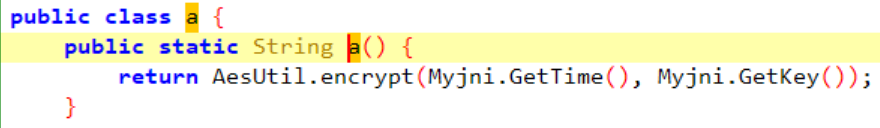 public class a {
public static String a() {
return AesUtil.encrypt(Myjni.GetTime(), Myjni.GetKey());
}